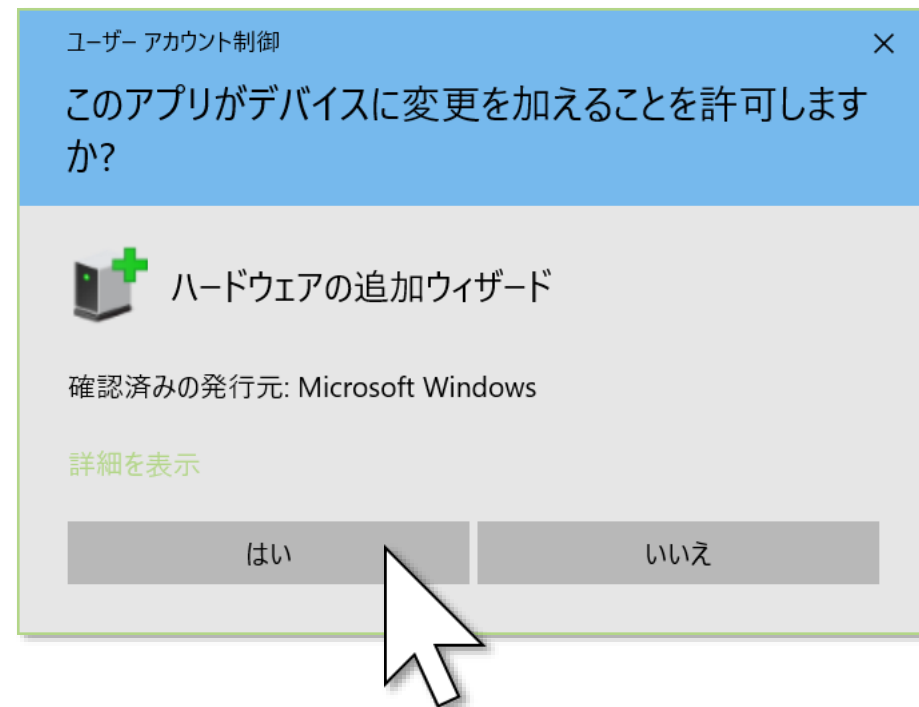 ユーザー アカウント制御
このアプリがデバイスに変更を加えることを許可します
か?
ハードウェアの追加ウィザード
確認済みの発行元: Microsoft Windows
詳細を表示
はい
いいえ